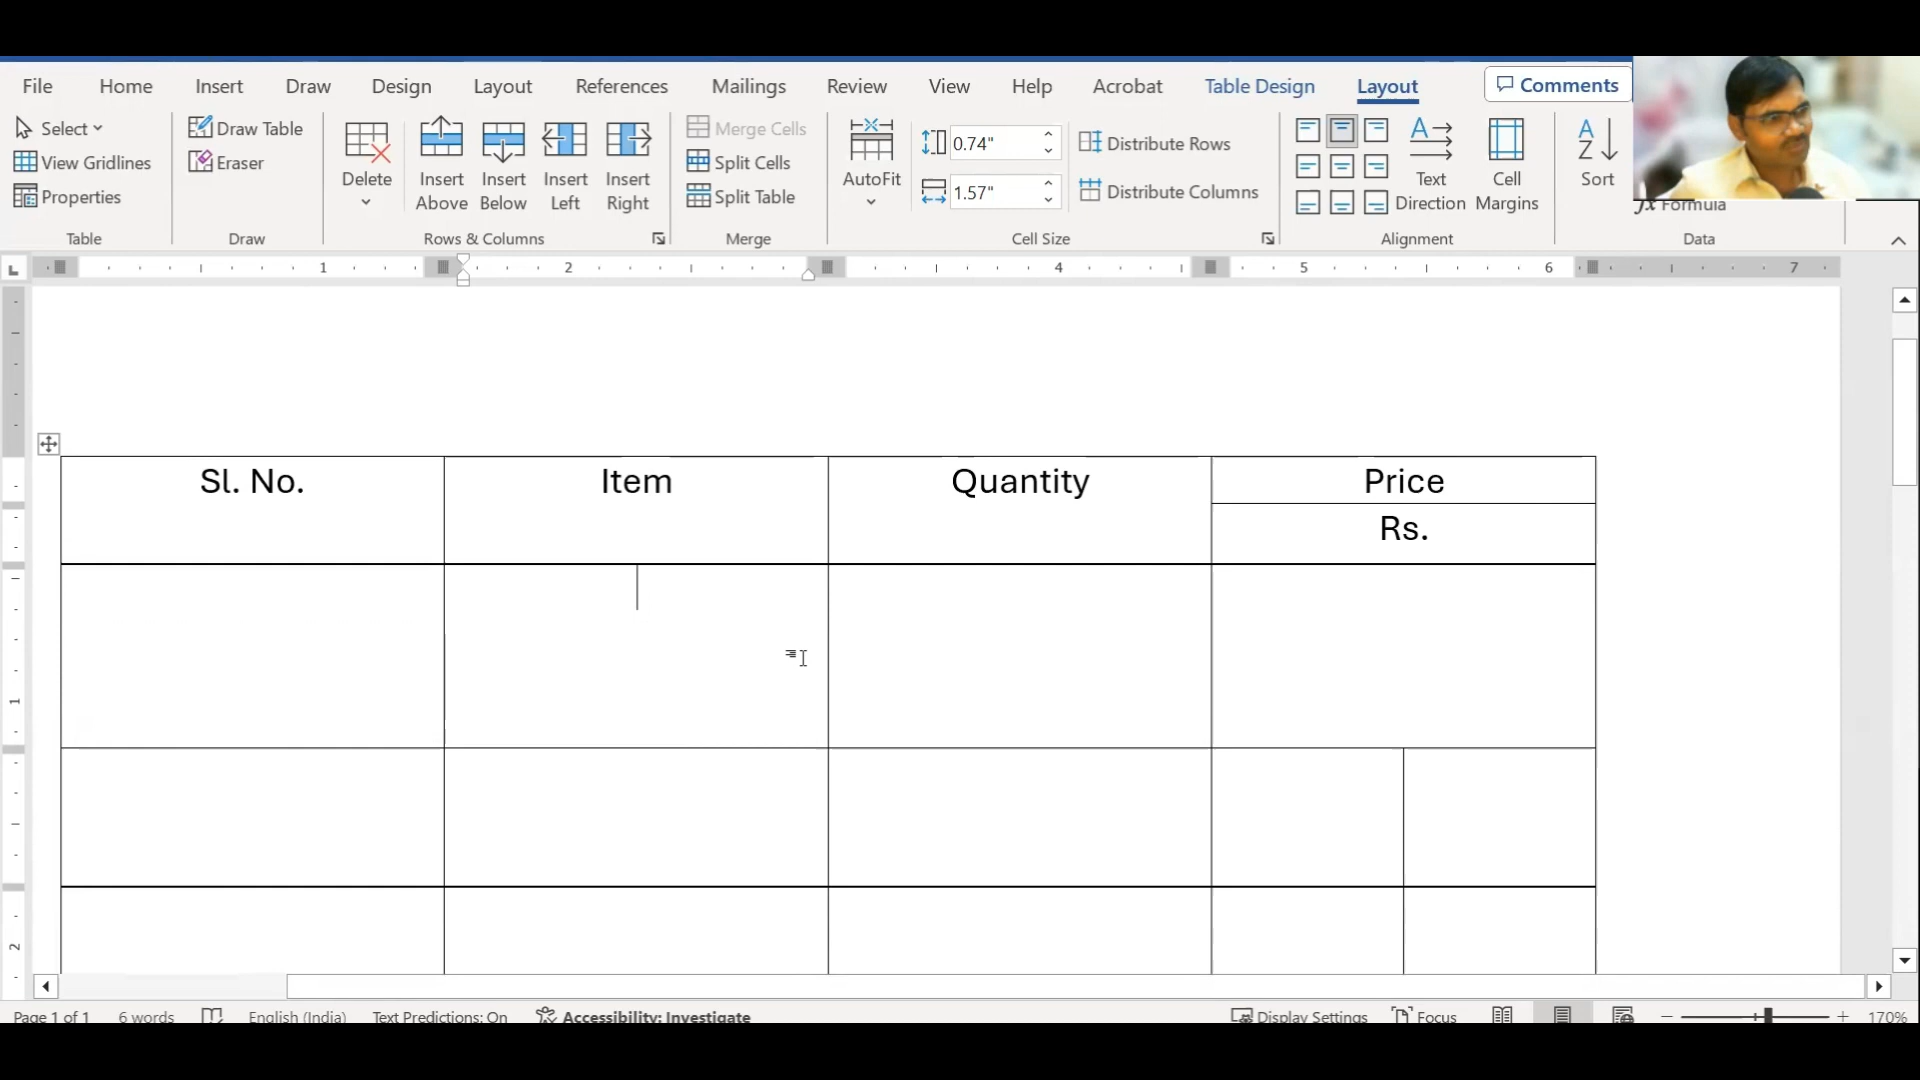 File Home Insert Draw Design Layout References Mailings Review View Help Acrobat Table Design Layout Comments
Select
View Gridlines
Properties
Table
Draw Table
Eraser
Draw
Delete
Insert Above
Insert Below
Insert Left
Insert Right
Rows & Columns
Merge Cells
Split Cells
Split Table
Merge
AutoFit
0.74"
1.57"
Distribute Rows
Distribute Columns
Cell Size
Text Direction
Cell Margins
Alignment
A Z
Sort
fx Formula
Data
L
1 2 4 5 6 7
1
2
Sl. No. Item Quantity Price
Rs.
Page 1 of 1 6 words English (India) Text Predictions: On Accessibility: Investigate Display Settings Focus 170%